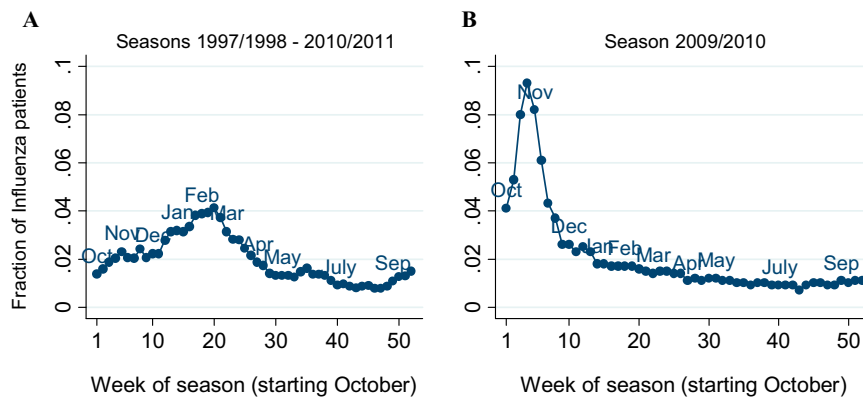 A
Seasons 1997/1998 - 2010/2011
Fraction of Influenza patients
.1
.08
.06
.04
.02
0
Oct
Nov
Dec
Jan
Feb
Mar
Apr
May
July
Sep
1
10
20
30
40
50
Week of season (starting October)
B
Season 2009/2010
.1
.08
.06
.04
.02
0
Oct
Nov
Dec
Jan
Feb
Mar
Apr
May
July
Sep
1
10
20
30
40
50
Week of season (starting October)